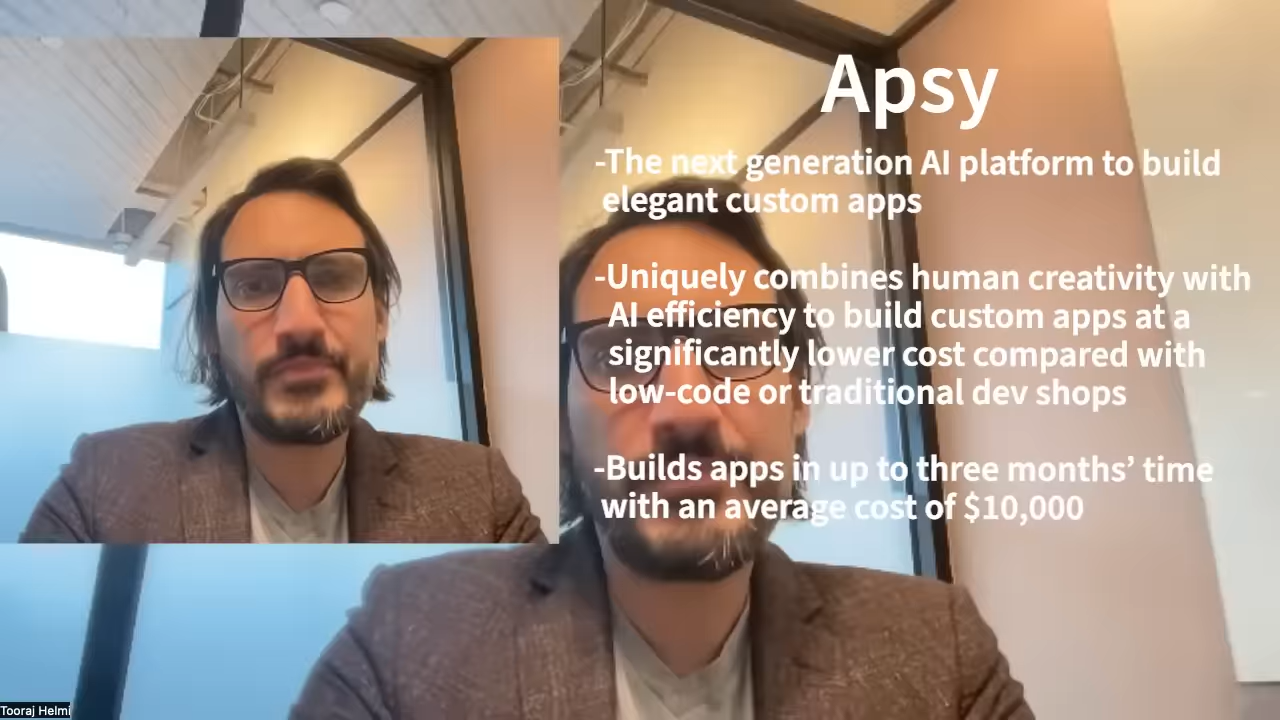 Apsy
-The next generation AI platform to build
elegant custom apps
-Uniquely combines human creativity with
AI efficiency to build custom apps at a
significantly lower cost compared with
low-code or traditional dev shops
-Builds apps in up to three months’ time
with an average cost of $10,000
Tooraj Helmi